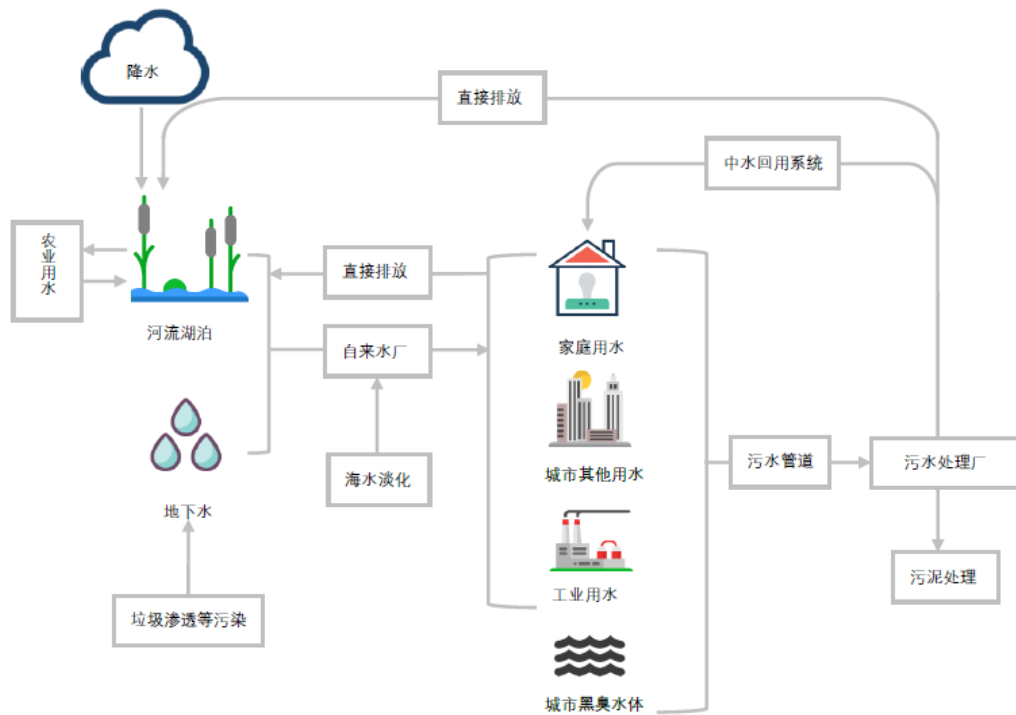 降水
直接排放
中水回用系统
农业用水
直接排放
河流湖泊
自来水厂
家庭用水
城市其他用水
污水管道
污水处理厂
海水淡化
地下水
工业用水
污泥处理
垃圾渗透等污染
城市黑臭水体